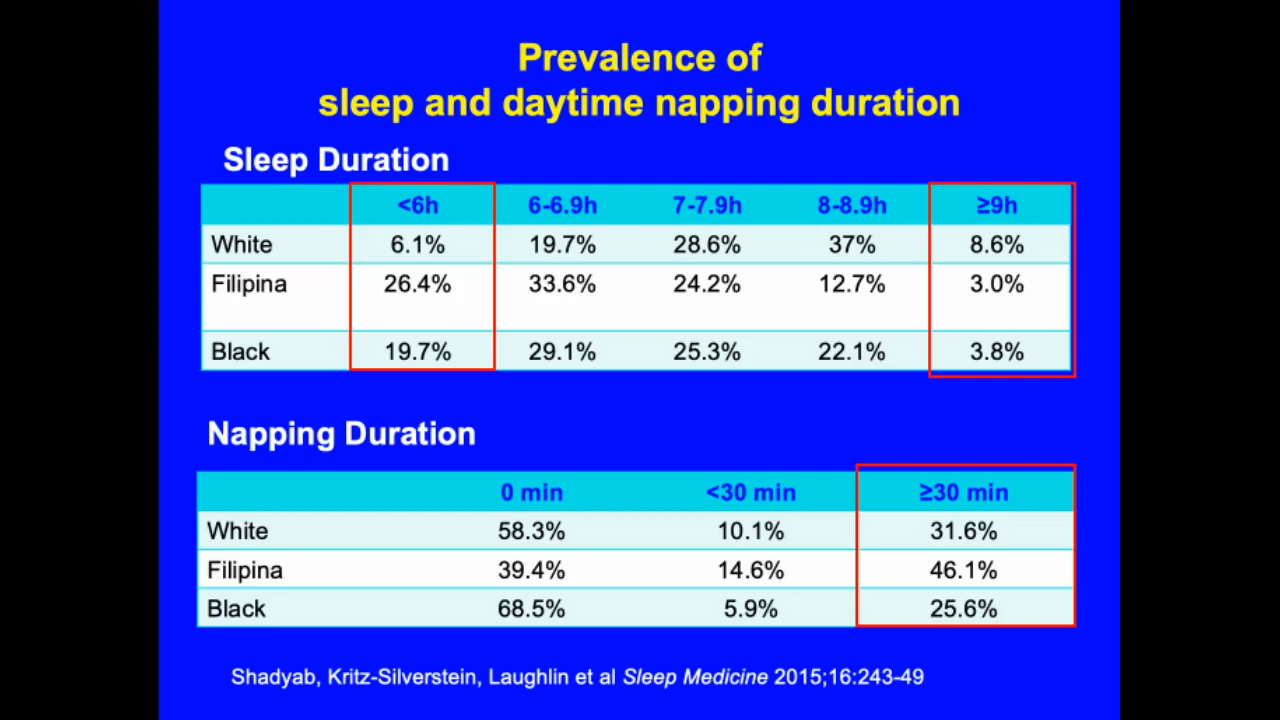 Prevalence of
sleep and daytime napping duration
Sleep Duration
<6h 6-6.9h 7-7.9h 8-8.9h ≥9h
White 6.1% 19.7% 28.6% 37% 8.6%
Filipina 26.4% 33.6% 24.2% 12.7% 3.0%
Black 19.7% 29.1% 25.3% 22.1% 3.8%
Napping Duration
0 min <30 min ≥30 min
White 58.3% 10.1% 31.6%
Filipina 39.4% 14.6% 46.1%
Black 68.5% 5.9% 25.6%
Shadyab, Kritz-Silverstein, Laughlin et al Sleep Medicine 2015;16:243-49